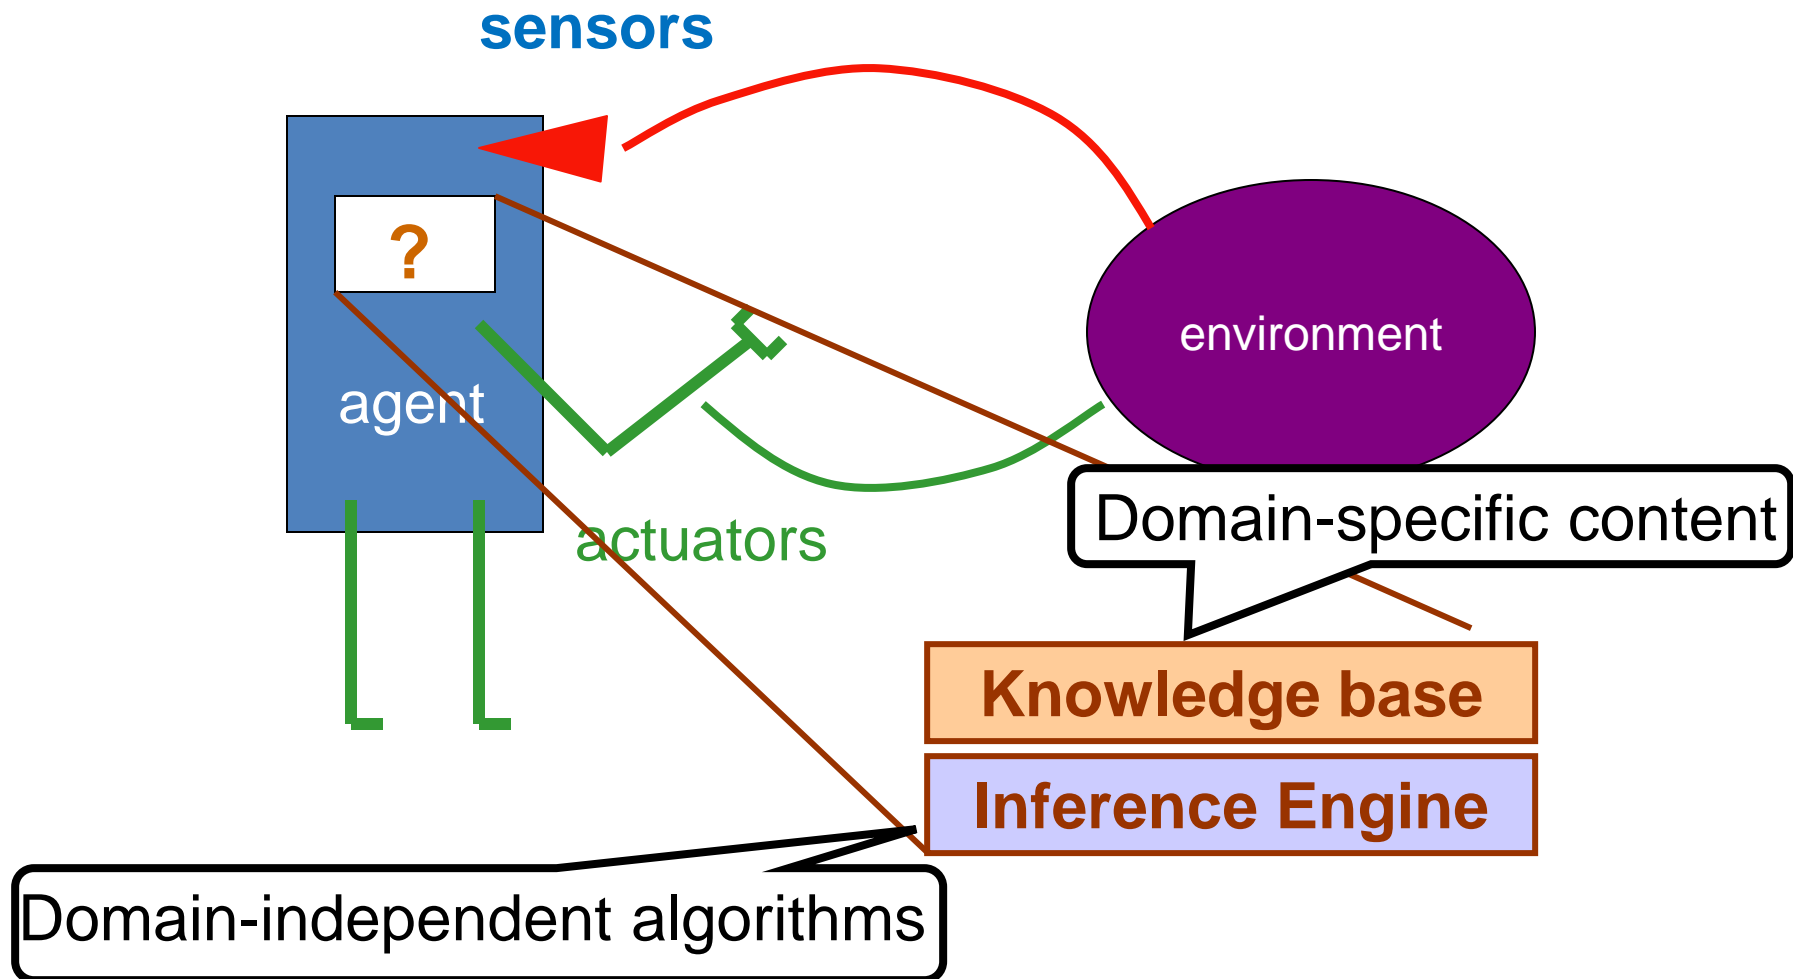 sensors
?
environment
agent
Domain-specific content
actuators
Knowledge base
Inference Engine
Domain-independent algorithms